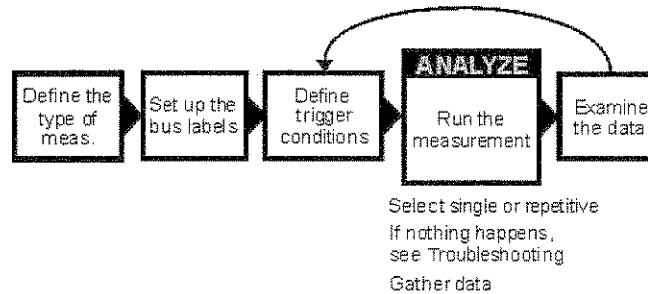 Define the
type of
meas.
Set up the
bus labels
Define
trigger
conditions
ANALYZE
Run the
measurement
Examine
the data
Select single or repetitive
If nothing happens,
see Troubleshooting
Gather data